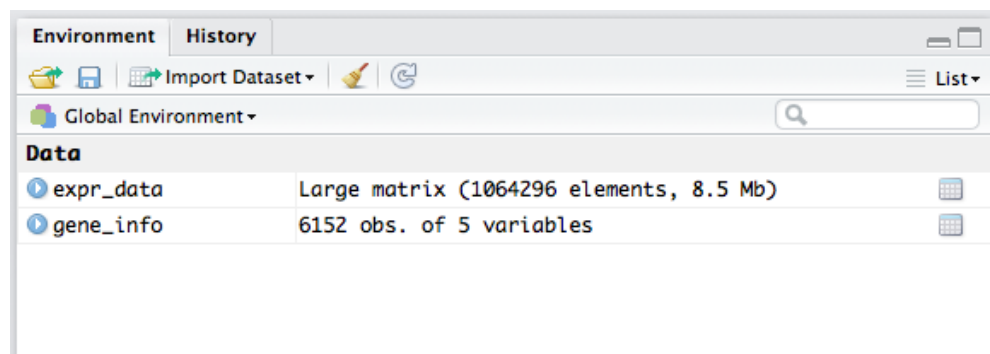 Environment History
Import Dataset List
Global Environment
Data
expr_data Large matrix (1064296 elements, 8.5 Mb)
gene_info 6152 obs. of 5 variables